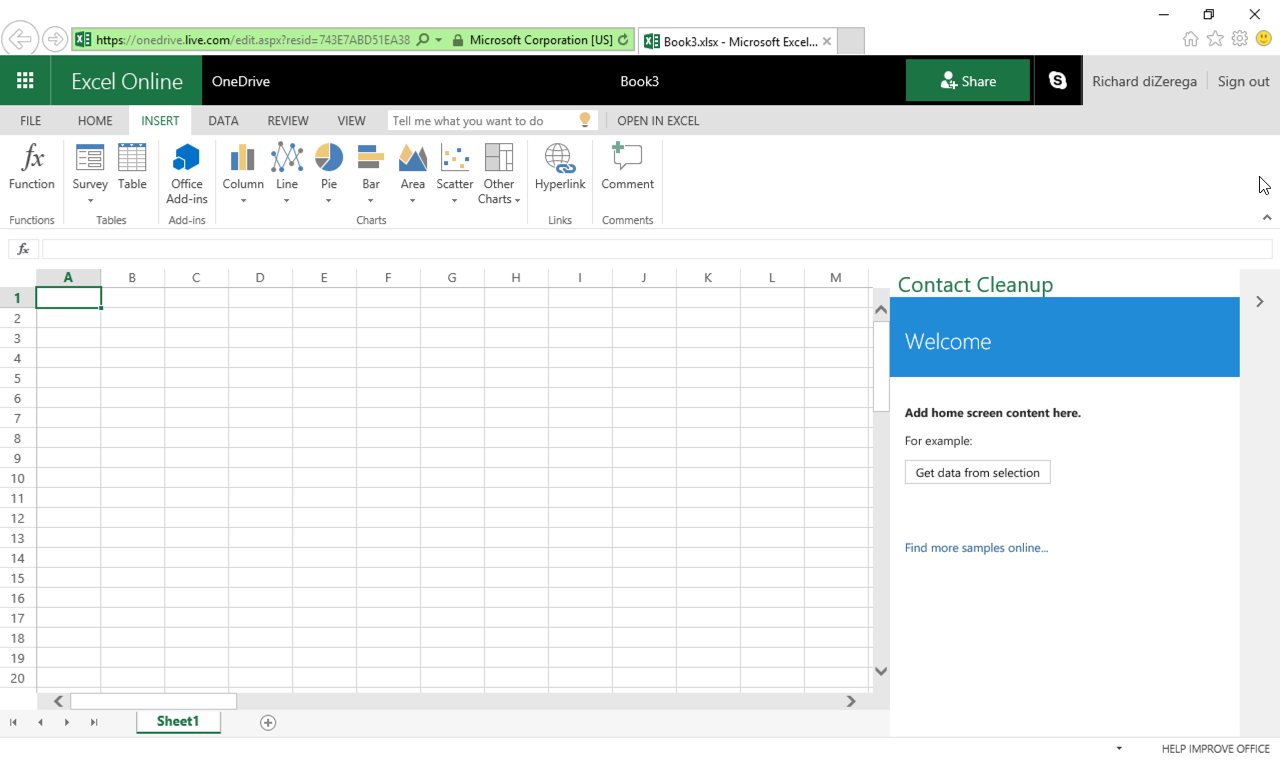 https://onedrive.live.com/edit.aspx?resid=743E7ABD51EA38
Microsoft Corporation [US]
Book3.xlsx - Microsoft Excel...
Excel Online
OneDrive
Book3
Share
Richard diZerega
Sign out
FILE
HOME
INSERT
DATA
REVIEW
VIEW
Tell me what you want to do
OPEN IN EXCEL
fx
Function
Survey
Table
Office
Add-ins
Column
Line
Pie
Bar
Area
Scatter
Other
Charts
Hyperlink
Comment
Functions
Tables
Add-ins
Charts
Links
Comments
fx
A B C D E F G H I J K L M
1
2
3
4
5
6
7
8
9
10
11
12
13
14
15
16
17
18
19
20
Contact Cleanup
Welcome
Add home screen content here.
For example:
Get data from selection
Find more samples online...
Sheet1
HELP IMPROVE OFFICE